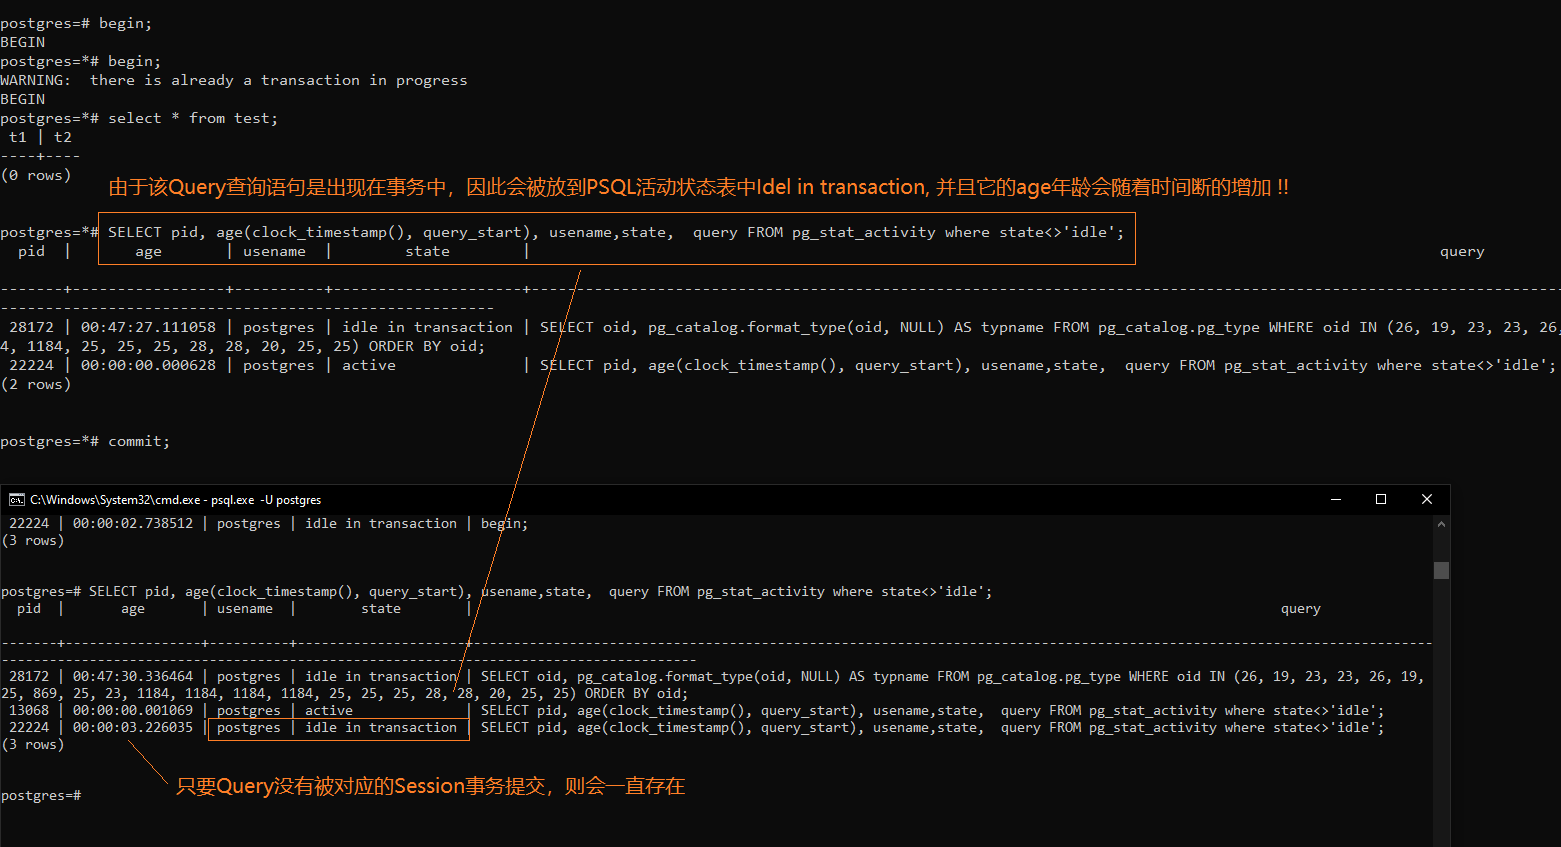 postgres=# begin;
BEGIN
postgres=*# begin;
WARNING:  there is already a transaction in progress
BEGIN
postgres=*# select * from test;
 t1 | t2
----+----
(0 rows)
由于该Query查询语句是出现在事务中，因此会被放到PSQL活动状态表中Idel in transaction, 并且它的age年龄会随着时间断的增加 !!
postgres=*# SELECT pid, age(clock_timestamp(), query_start), usename,state,  query FROM pg_stat_activity where state<>'idle';
  pid  |       age       | usename  |        state        | query
-------+-----------------+----------+---------------------+-----------------------------------------------
 28172 | 00:47:27.111058 | postgres | idle in transaction | SELECT oid, pg_catalog.format_type(oid, NULL) AS typname FROM pg_catalog.pg_type WHERE oid IN (26, 19, 23, 23, 26,
4, 1184, 25, 25, 25, 28, 28, 20, 25, 25) ORDER BY oid;
 22224 | 00:00:00.000628 | postgres | active              | SELECT pid, age(clock_timestamp(), query_start), usename,state,  query FROM pg_stat_activity where state<>'idle';
(2 rows)
postgres=*# commit;
C:\Windows\System32\cmd.exe - psql.exe  -U postgres
 22224 | 00:00:02.738512 | postgres | idle in transaction | begin;
(3 rows)
postgres=# SELECT pid, age(clock_timestamp(), query_start), usename,state,  query FROM pg_stat_activity where state<>'idle';
  pid  |       age       | usename  |        state        | query
-------+-----------------+----------+---------------------+-----------------------------------------------
 28172 | 00:47:30.336464 | postgres | idle in transaction | SELECT oid, pg_catalog.format_type(oid, NULL) AS typname FROM pg_catalog.pg_type WHERE oid IN (26, 19, 23, 23, 26, 19,
25, 869, 25, 23, 1184, 1184, 1184, 1184, 25, 25, 25, 28, 28, 20, 25, 25) ORDER BY oid;
 13068 | 00:00:00.001069 | postgres | active              | SELECT pid, age(clock_timestamp(), query_start), usename,state,  query FROM pg_stat_activity where state<>'idle';
 22224 | 00:00:03.226035 | postgres | idle in transaction | SELECT pid, age(clock_timestamp(), query_start), usename,state,  query FROM pg_stat_activity where state<>'idle';
(3 rows)
只要Query没有被对应的Session事务提交，则会一直存在
postgres=#